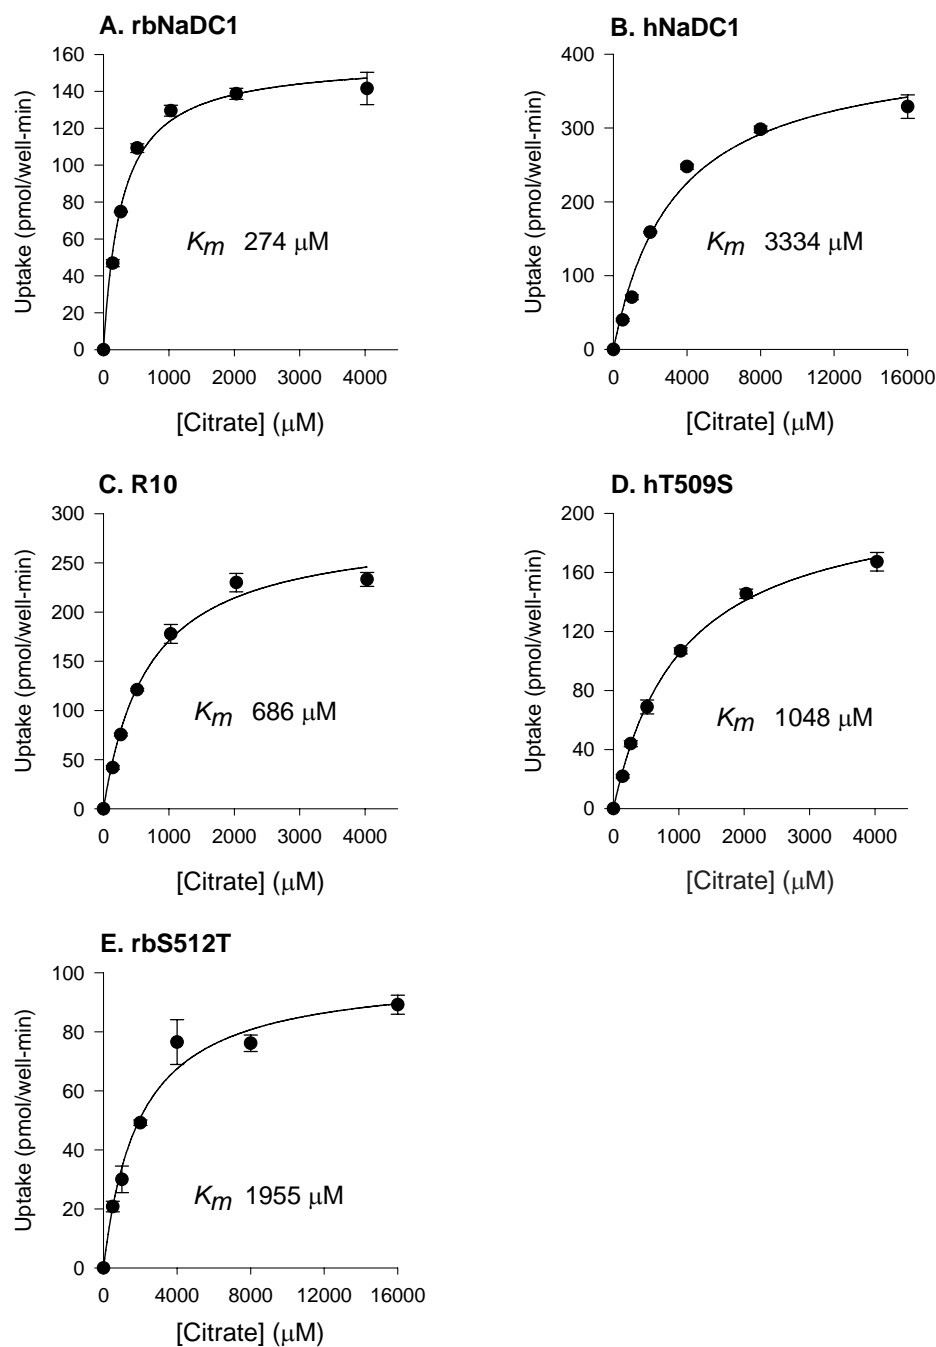 A. rbNaDC1
160
140
120
100
80
60
40
20
0
Uptake (pmol/well-min)
Km 274 μM
0 1000 2000 3000 4000
[Citrate] (μM)
B. hNaDC1
400
300
200
100
0
Uptake (pmol/well-min)
Km 3334 μM
0 4000 8000 12000 16000
[Citrate] (μM)
C. R10
300
250
200
150
100
50
0
Uptake (pmol/well-min)
Km 686 μM
0 1000 2000 3000 4000
[Citrate] (μM)
D. hT509S
200
160
120
80
40
0
Uptake (pmol/well-min)
Km 1048 μM
0 1000 2000 3000 4000
[Citrate] (μM)
E. rbS512T
100
80
60
40
20
0
Uptake (pmol/well-min)
Km 1955 μM
0 4000 8000 12000 16000
[Citrate] (μM)